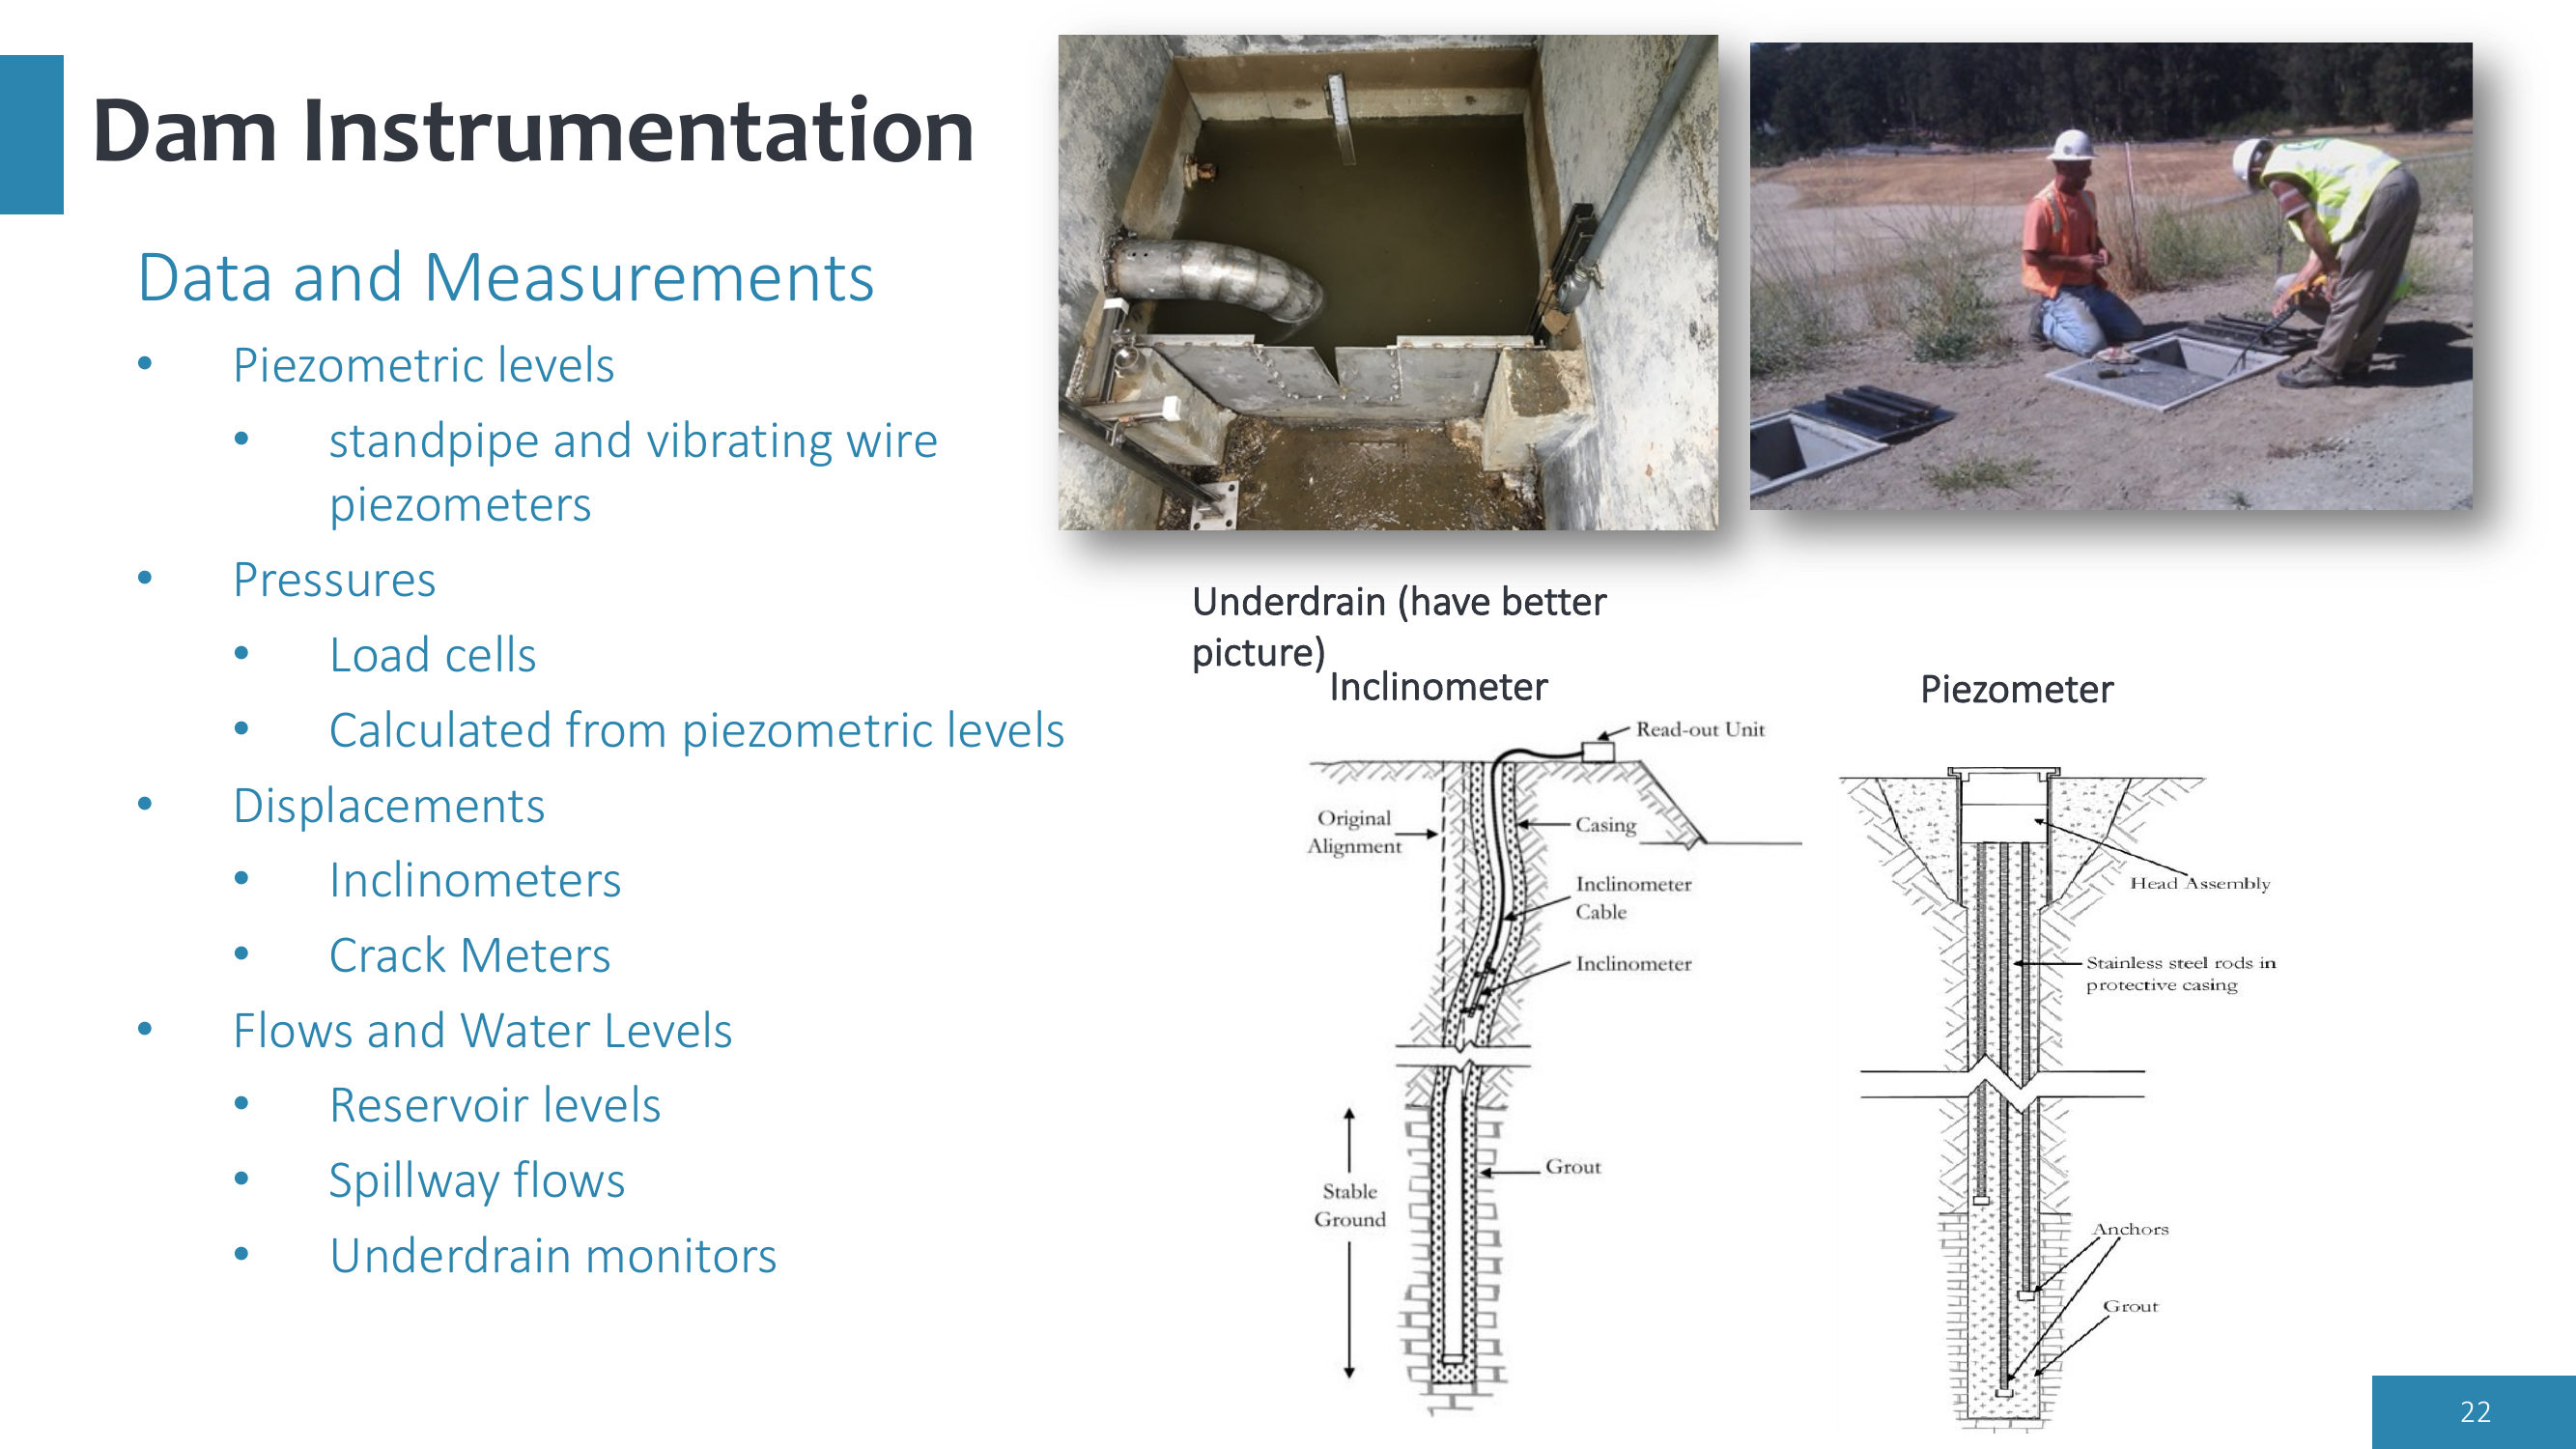 Dam Instrumentation
Data and Measurements
• Piezometric levels
• standpipe and vibrating wire
piezometers
• Pressures
• Load cells
• Calculated from piezometric levels
• Displacements
• Inclinometers
• Crack Meters
• Flows and Water Levels
• Reservoir levels
• Spillway flows
• Underdrain monitors
Underdrain (have better
picture)
Inclinometer
Read-out Unit
Original
Alignment
Casing
Inclinometer
Cable
Inclinometer
Grout
Stable
Ground
Piezometer
Head Assembly
Stainless steel rods in
protective casing
Anchors
Grout
22